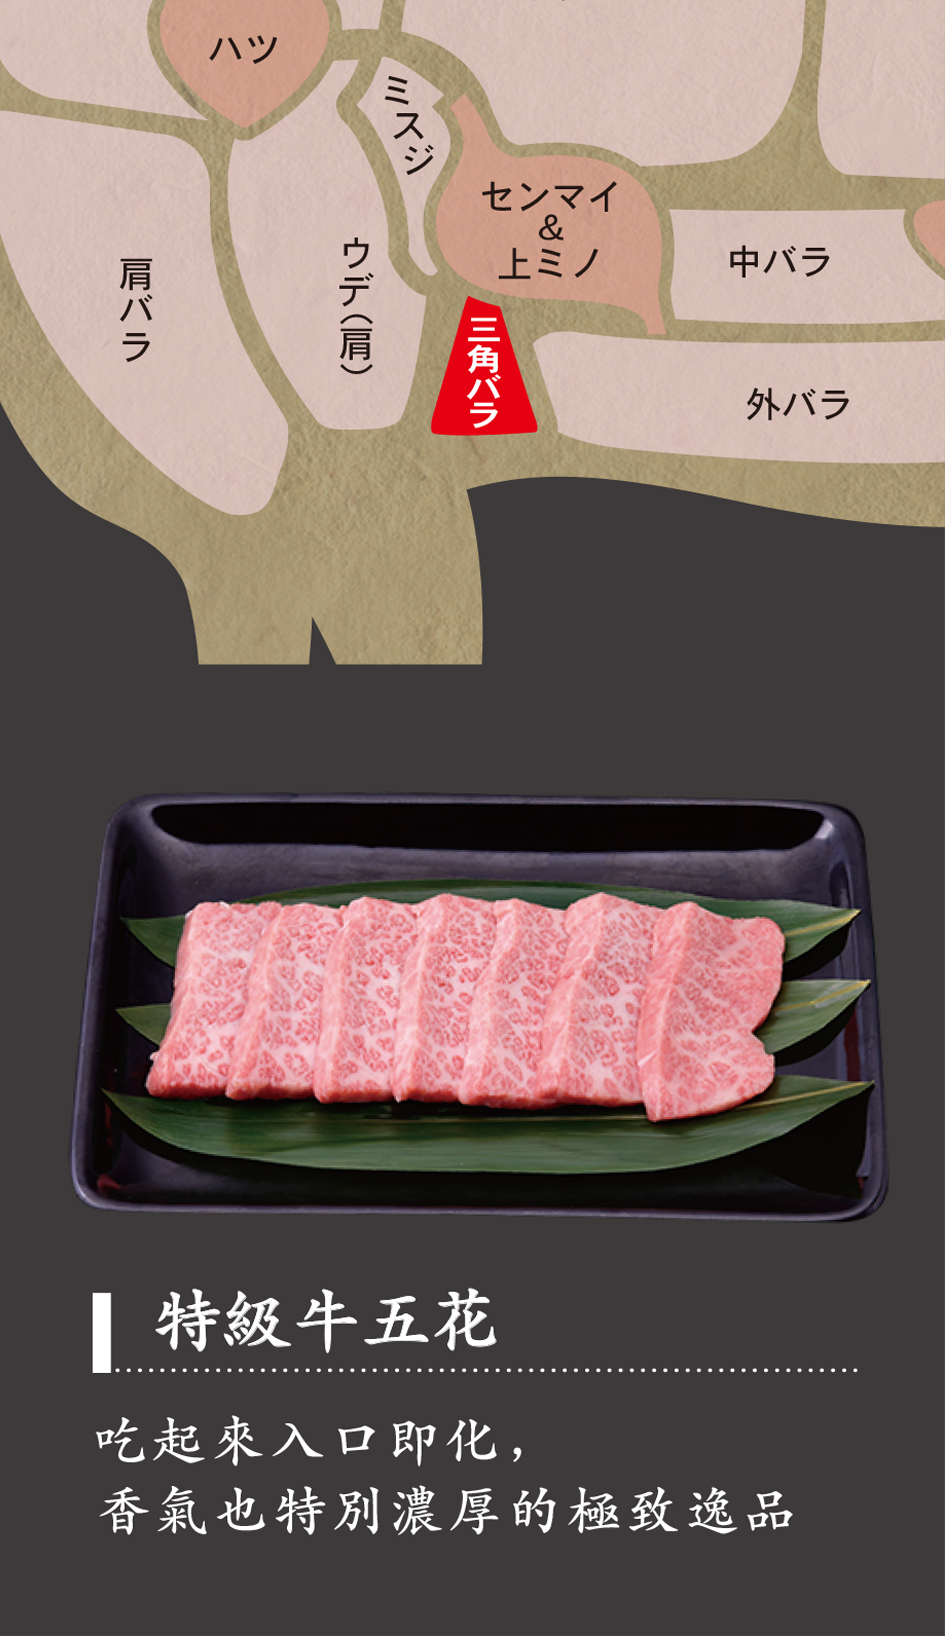 ハツ
ミスジ
センマイ
&
上ミノ
中バラ
肩バラ
ウデ(肩)
三角バラ
外バラ
特級牛五花
吃起來入口即化，
香氣也特別濃厚的極致逸品